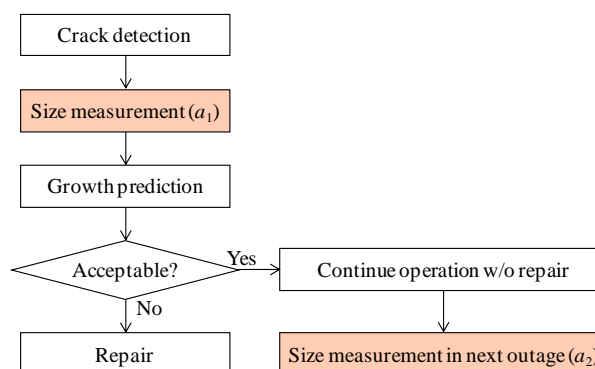 Crack detection
Size measurement (a₁)
Growth prediction
Acceptable?
Yes
Continue operation w/o repair
No
Repair
Size measurement in next outage (a₂)